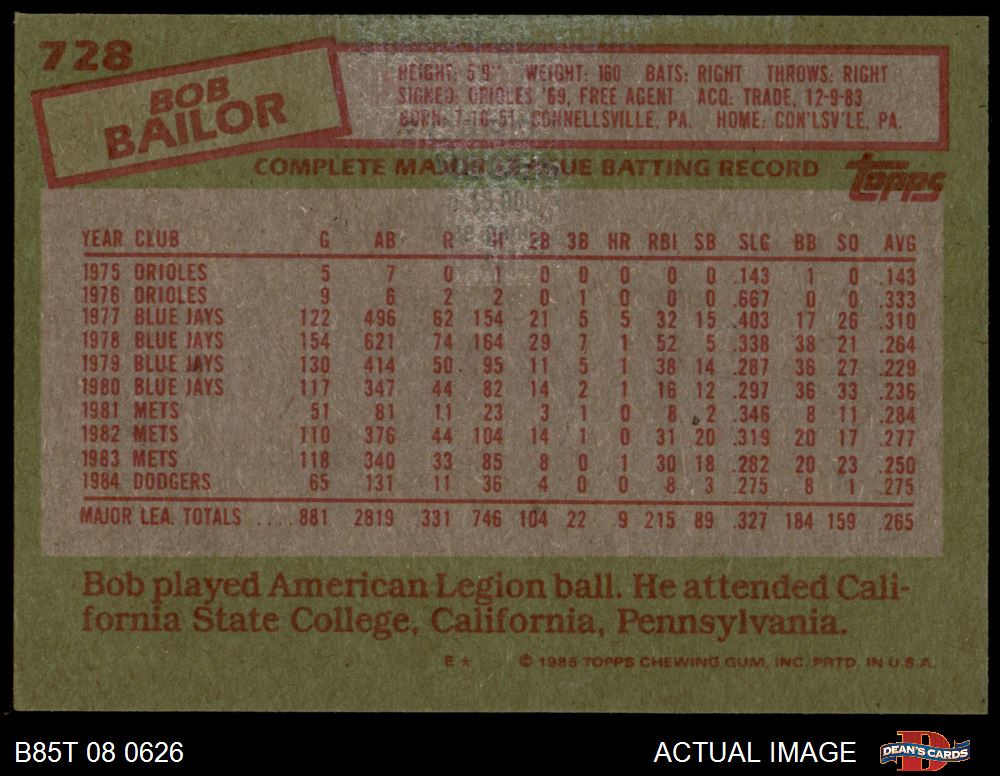 728
BOB
BAILOR
HEIGHT: 5'9" WEIGHT: 160 BATS: RIGHT THROWS: RIGHT
SIGNED: ORIOLES '69, FREE AGENT ACQ: TRADE, 12-9-83
BORN: 7-10-51, CONNELLSVILLE, PA. HOME: CON'LSV'LE, PA.
COMPLETE MAJOR LEAGUE BATTING RECORD
Topps
YEAR CLUB G AB R H 2B 3B HR RBI SB SLG BB SO AVG
1975 ORIOLES 5 7 0 1 0 0 0 0 0 .143 1 0 .143
1976 ORIOLES 9 6 2 2 0 1 0 0 0 .667 0 0 .333
1977 BLUE JAYS 122 496 62 154 21 5 5 32 15 .403 17 26 .310
1978 BLUE JAYS 154 621 74 164 29 7 1 52 5 .338 38 21 .264
1979 BLUE JAYS 130 414 50 95 11 5 1 38 14 .287 36 27 .229
1980 BLUE JAYS 117 347 44 82 14 2 1 16 12 .297 36 33 .236
1981 METS 51 81 11 23 3 1 0 8 2 .346 8 11 .284
1982 METS 110 376 44 104 14 1 0 31 20 .319 20 17 .277
1983 METS 118 340 33 85 8 0 1 30 18 .282 20 23 .250
1984 DODGERS 65 131 11 36 4 0 0 8 3 .275 8 1 .275
MAJOR LEA. TOTALS .... 881 2819 331 746 104 22 9 215 89 .327 184 159 .265
Bob played American Legion ball. He attended Cali-
fornia State College, California, Pennsylvania.
E * © 1985 TOPPS CHEWING GUM, INC. PRTD. IN U.S.A.
B85T 08 0626 ACTUAL IMAGE DEAN'S CARDS